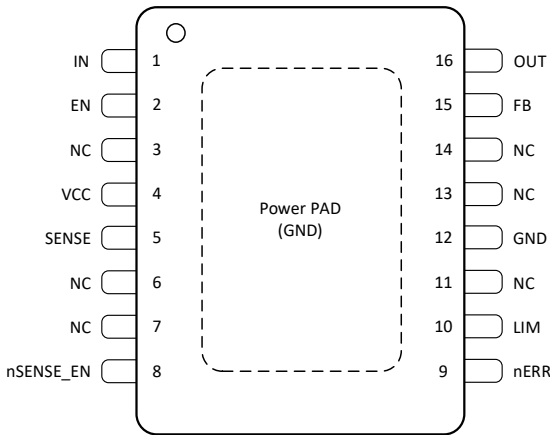 IN 1 16 OUT
EN 2 15 FB
NC 3 14 NC
VCC 4 13 NC
SENSE 5 12 GND
Power PAD
(GND)
NC 6 11 NC
NC 7 10 LIM
nSENSE_EN 8 9 nERR